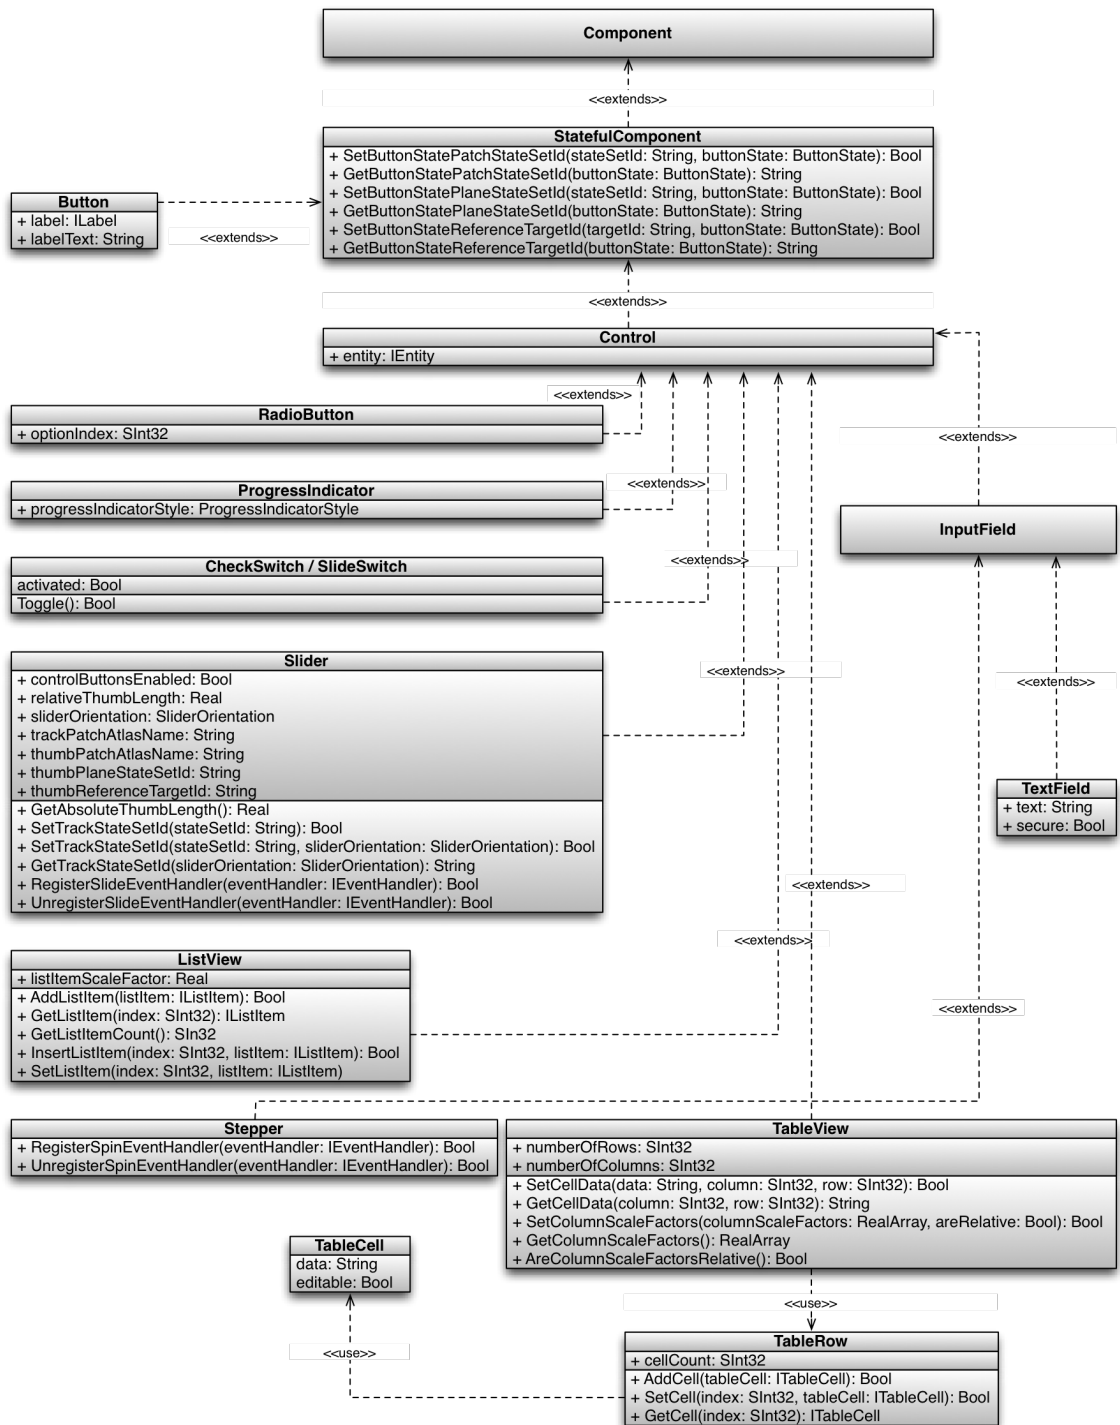 Component
<<extends>>
StatefulComponent
+ SetButtonStatePatchStateSetId(stateSetId: String, buttonState: ButtonState): Bool
+ GetButtonStatePatchStateSetId(buttonState: ButtonState): String
+ SetButtonStatePlaneStateSetId(stateSetId: String, buttonState: ButtonState): Bool
+ GetButtonStatePlaneStateSetId(buttonState: ButtonState): String
+ SetButtonStateReferenceTargetId(targetId: String, buttonState: ButtonState): Bool
+ GetButtonStateReferenceTargetId(buttonState: ButtonState): String
Button
+ label: ILabel
+ labelText: String
<<extends>>
<<extends>>
Control
+ entity: IEntity
<<extends>>
RadioButton
+ optionIndex: SInt32
<<extends>>
ProgressIndicator
+ progressIndicatorStyle: ProgressIndicatorStyle
<<extends>>
InputField
<<extends>>
CheckSwitch / SlideSwitch
activated: Bool
Toggle(): Bool
<<extends>>
Slider
+ controlButtonsEnabled: Bool
+ relativeThumbLength: Real
+ sliderOrientation: SliderOrientation
+ trackPatchAtlasName: String
+ thumbPatchAtlasName: String
+ thumbPlaneStateSetId: String
+ thumbReferenceTargetId: String
+ GetAbsoluteThumbLength(): Real
+ SetTrackStateSetId(stateSetId: String): Bool
+ SetTrackStateSetId(stateSetId: String, sliderOrientation: SliderOrientation): Bool
+ GetTrackStateSetId(sliderOrientation: SliderOrientation): String
+ RegisterSlideEventHandler(eventHandler: IEventHandler): Bool
+ UnregisterSlideEventHandler(eventHandler: IEventHandler): Bool
<<extends>>
TextField
+ text: String
+ secure: Bool
<<extends>>
<<extends>>
ListView
+ listItemScaleFactor: Real
+ AddListItem(listItem: IListItem): Bool
+ GetListItem(index: SInt32): IListItem
+ GetListItemCount(): SIn32
+ InsertListItem(index: SInt32, listItem: IListItem): Bool
+ SetListItem(index: SInt32, listItem: IListItem)
<<extends>>
Stepper
+ RegisterSpinEventHandler(eventHandler: IEventHandler): Bool
+ UnregisterSpinEventHandler(eventHandler: IEventHandler): Bool
TableView
+ numberOfRows: SInt32
+ numberOfColumns: SInt32
+ SetCellData(data: String, column: SInt32, row: SInt32): Bool
+ GetCellData(column: SInt32, row: SInt32): String
+ SetColumnScaleFactors(columnScaleFactors: RealArray, areRelative: Bool): Bool
+ GetColumnScaleFactors(): RealArray
+ AreColumnScaleFactorsRelative(): Bool
TableCell
data: String
editable: Bool
<<use>>
<<use>>
TableRow
+ cellCount: SInt32
+ AddCell(tableCell: ITableCell): Bool
+ SetCell(index: SInt32, tableCell: ITableCell): Bool
+ GetCell(index: SInt32): ITableCell